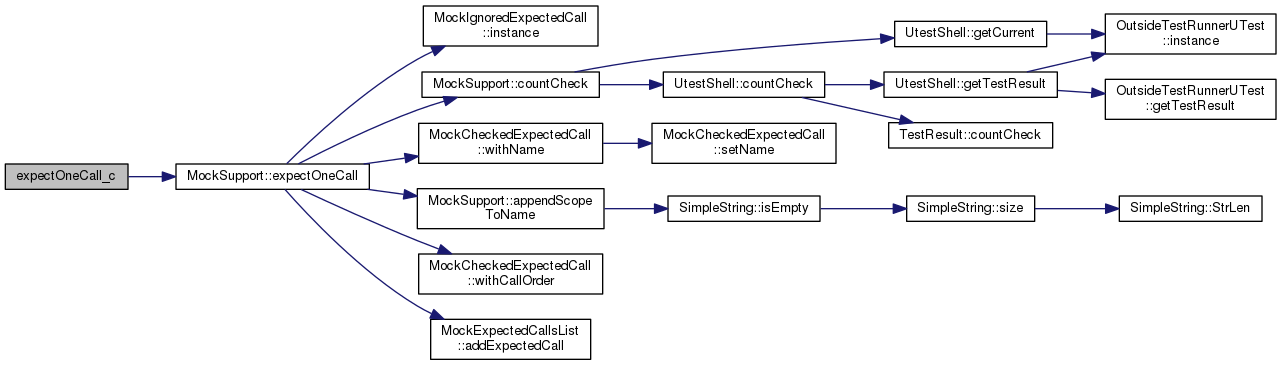 expectOneCall_c
MockSupport::expectOneCall
MockIgnoredExpectedCall
::instance
MockSupport::countCheck
MockCheckedExpectedCall
::withName
MockSupport::appendScope
ToName
MockCheckedExpectedCall
::withCallOrder
MockExpectedCallsList
::addExpectedCall
UtestShell::countCheck
MockCheckedExpectedCall
::setName
SimpleString::isEmpty
UtestShell::getCurrent
UtestShell::getTestResult
TestResult::countCheck
SimpleString::size
OutsideTestRunnerUTest
::instance
OutsideTestRunnerUTest
::getTestResult
SimpleString::StrLen